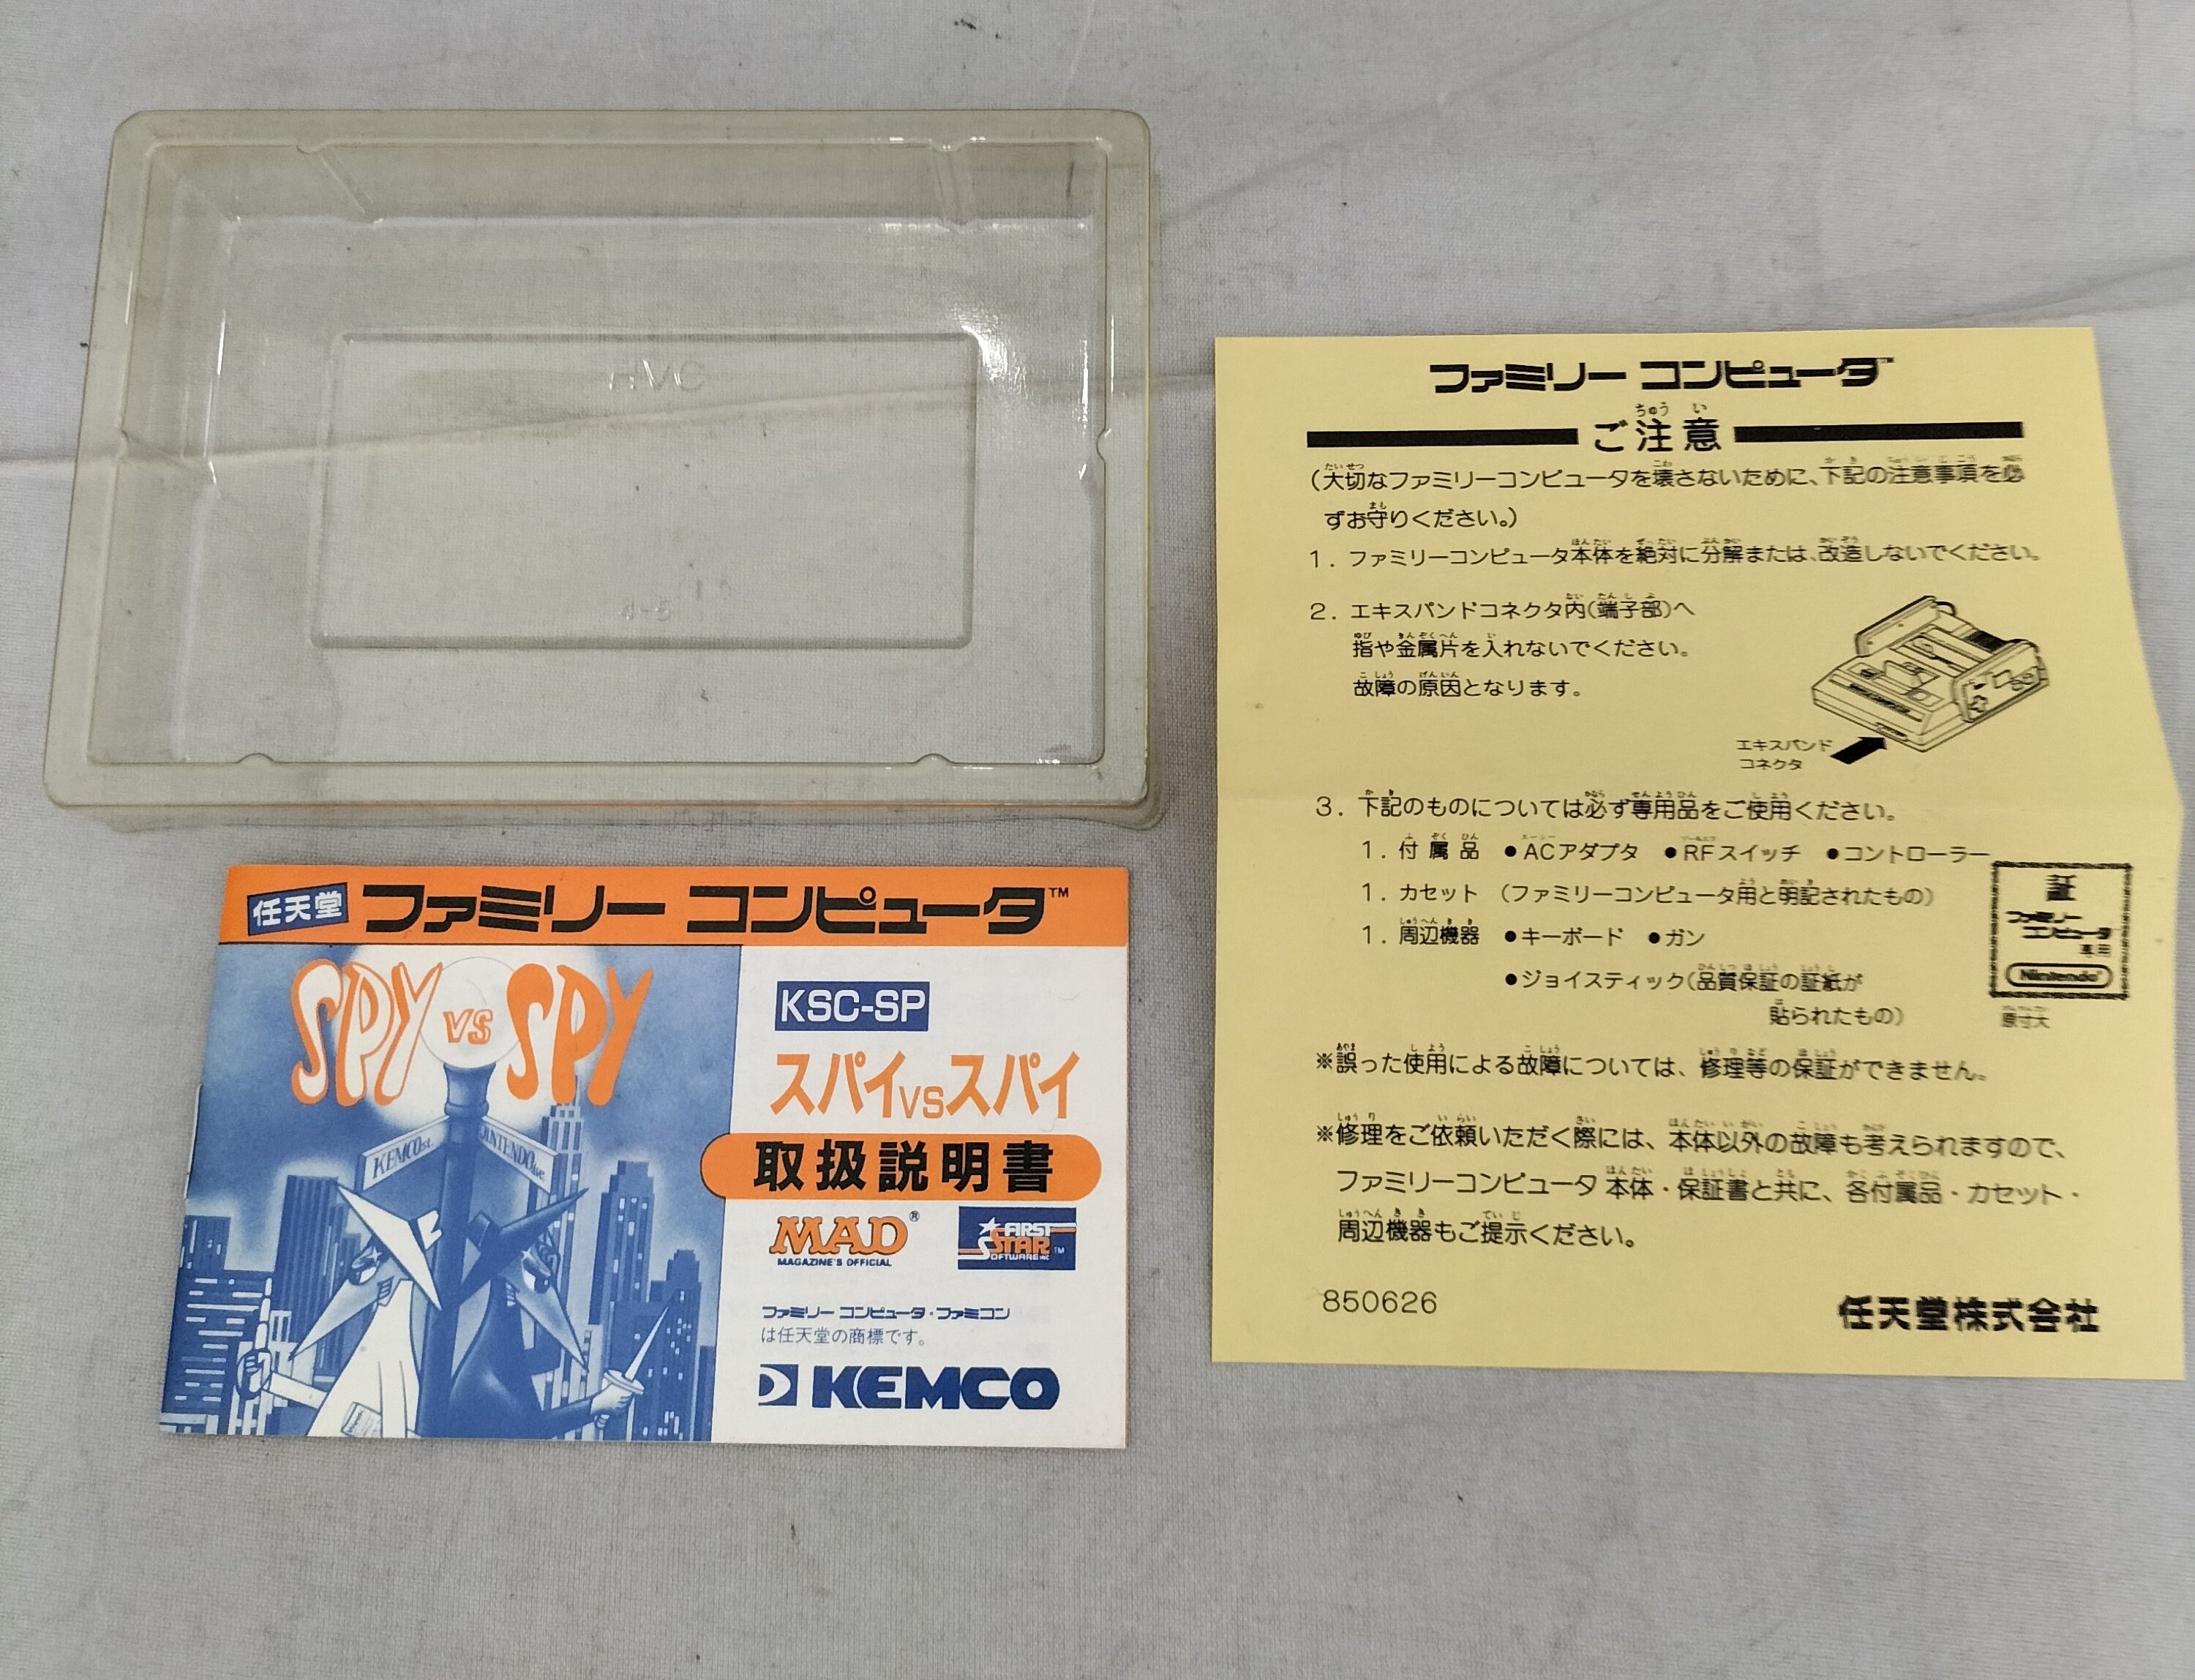 HVC
任天堂 ファミリー コンピュータ™
SPY vs SPY
KEMCO st.
NINTENDO ave.
KSC-SP
スパイvsスパイ
取扱説明書
MAD®
MAGAZINE'S OFFICIAL
FIRST
STAR
SOFTWARE INC
TM
ファミリー コンピュータ・ファミコン
は任天堂の商標です。
KEMCO
ファミリー コンピュータ™
ご注意
(大切なファミリーコンピュータを壊さないために、下記の注意事項を必
ずお守りください。)
1. ファミリーコンピュータ本体を絶対に分解または、改造しないでください。
2. エキスパンドコネクタ内(端子部)へ
指や金属片を入れないでください。
故障の原因となります。
エキスパンド
コネクタ
3. 下記のものについては必ず専用品をご使用ください。
1. 付属品 ●ACアダプタ ●RFスイッチ ●コントローラー
1. カセット (ファミリーコンピュータ用と明記されたもの)
1. 周辺機器 ●キーボード ●ガン
●ジョイスティック(品質保証の証紙が
貼られたもの)
証
ファミリー
コンピュータ
専用
Nintendo
原寸大
※誤った使用による故障については、修理等の保証ができません。
※修理をご依頼いただく際には、本体以外の故障も考えられますので、
ファミリーコンピュータ 本体・保証書と共に、各付属品・カセット・
周辺機器もご提示ください。
850626
任天堂株式会社